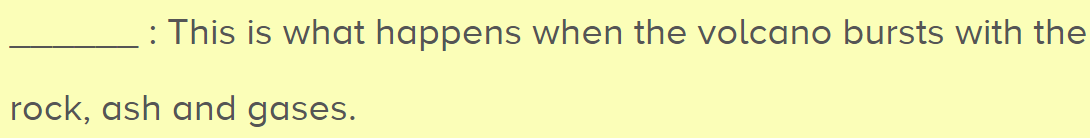 _______ : This is what happens when the volcano bursts with the
rock, ash and gases.